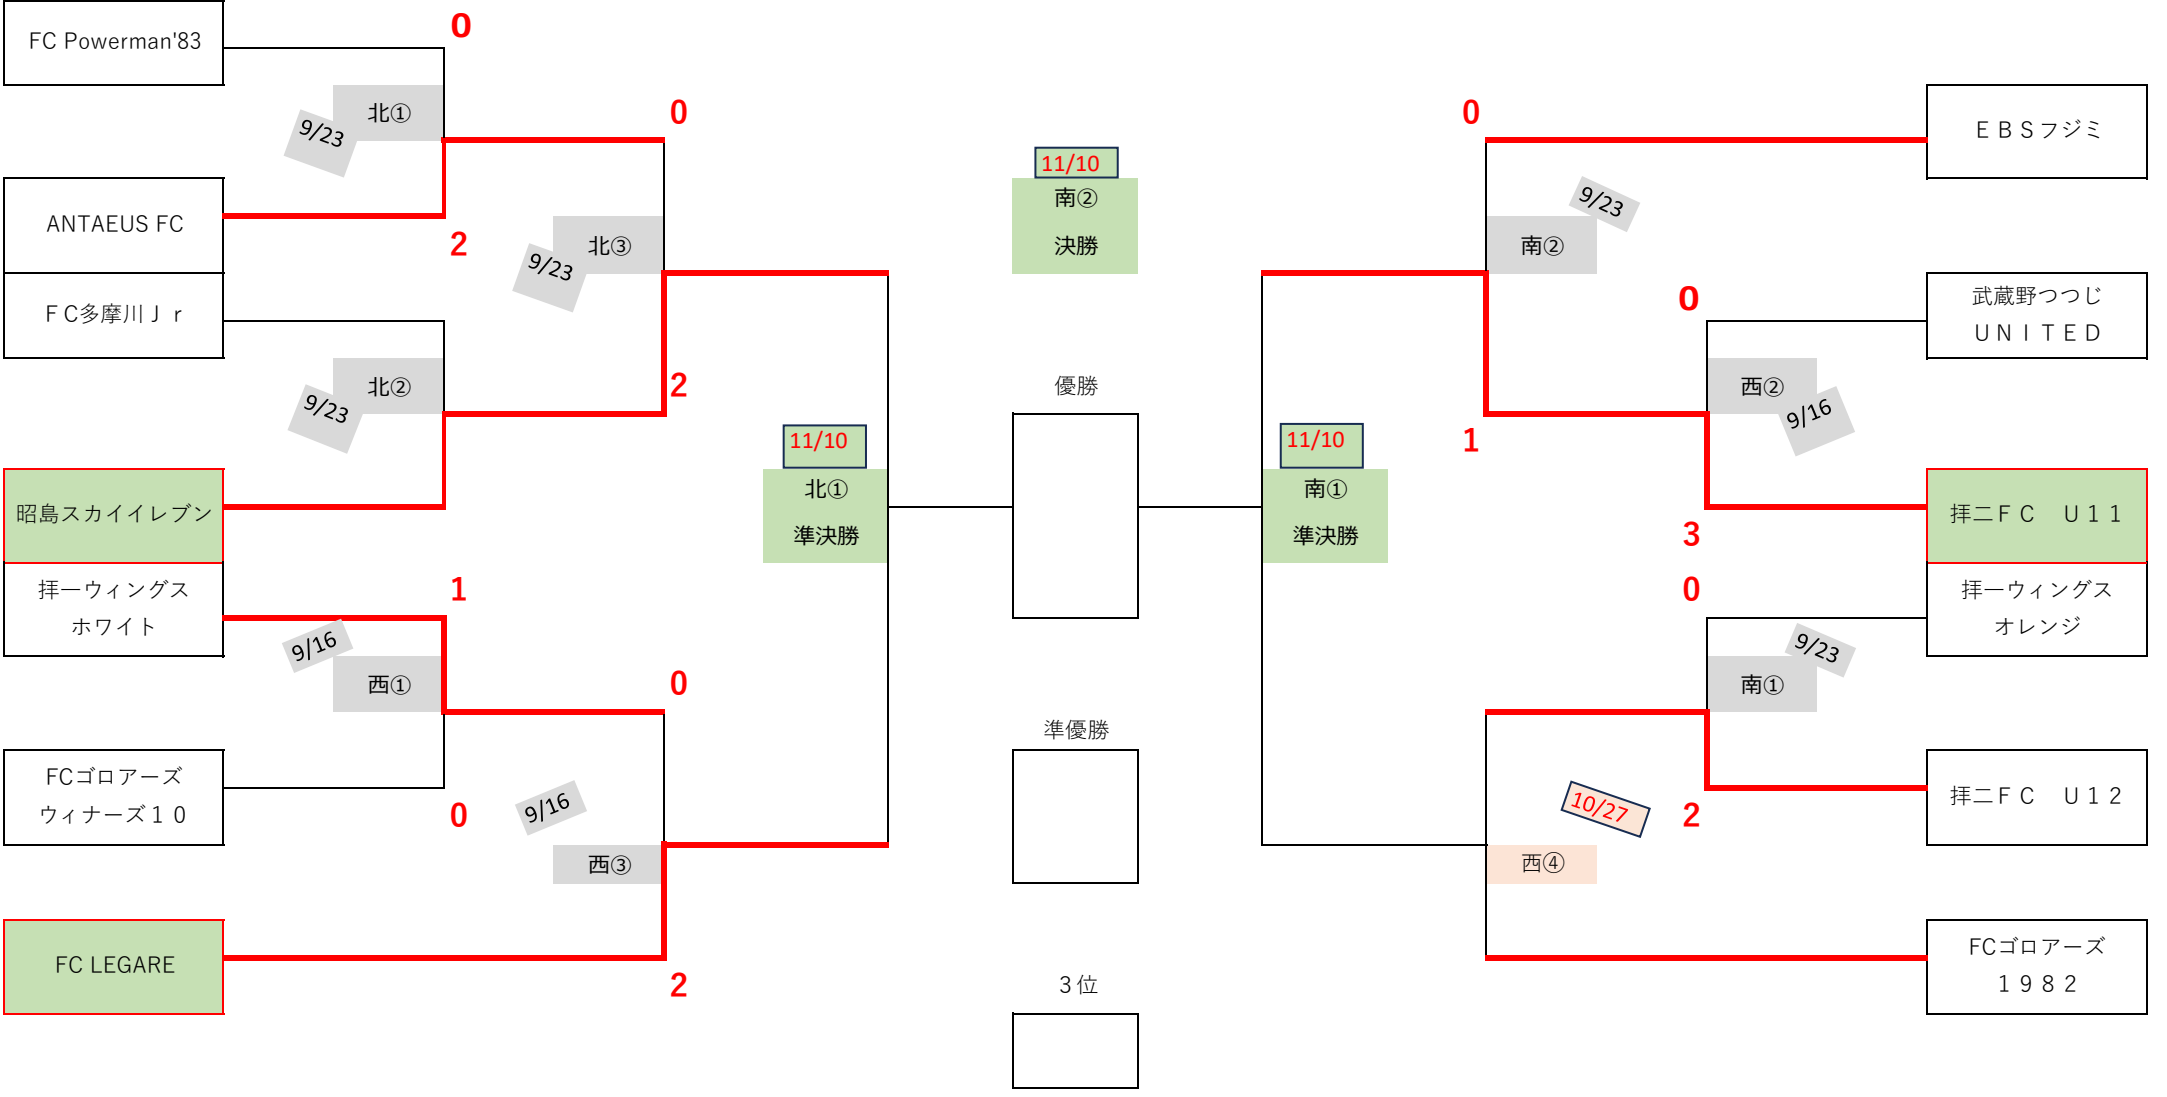 FC Powerman'83
0
北①
9/23
ANTAEUS FC
2
ＦＣ多摩川Ｊｒ
北②
9/23
昭島スカイイレブン
0
北③
9/23
2
拝一ウィングス
ホワイト
1
9/16
西①
FCゴロアーズ
ウィナーズ１０
0
0
9/16
西③
FC LEGARE
2
11/10
北①
準決勝
11/10
南②
決勝
優勝
準優勝
３位
11/10
南①
準決勝
0
ＥＢＳフジミ
9/23
南②
1
0
武蔵野つつじ
ＵＮＩＴＥＤ
西②
9/16
3
拝二ＦＣ　Ｕ１１
0
拝一ウィングス
オレンジ
9/23
南①
2
拝二ＦＣ　Ｕ１２
10/27
西④
FCゴロアーズ
１９８２